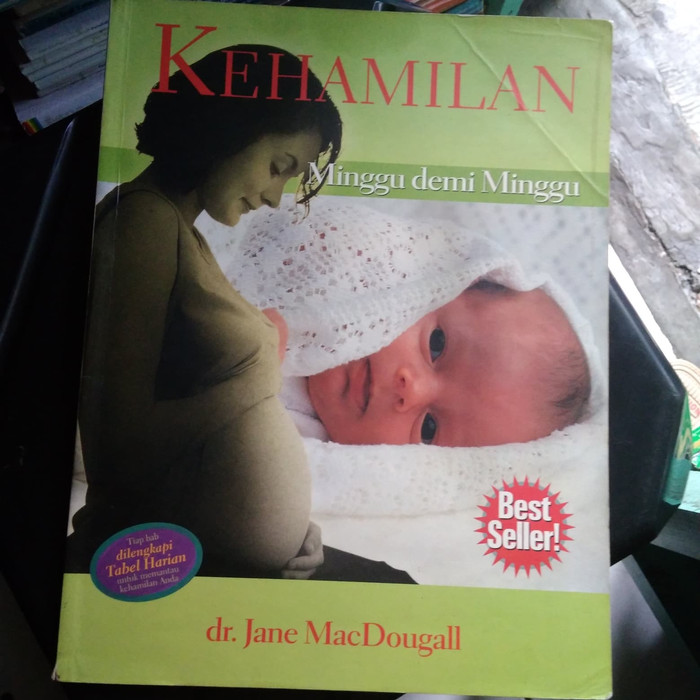 KEHAMILAN
Minggu demi Minggu
Best
Seller!
Tiap bab
dilengkapi
Tabel Harian
untuk memantau
kehamilan Anda
dr. Jane MacDougall